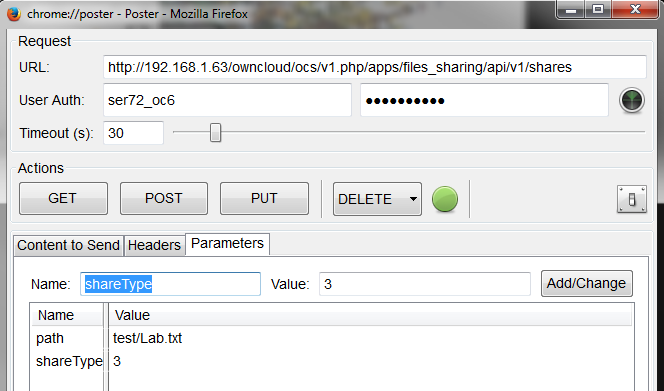 chrome://poster - Poster - Mozilla Firefox
Request
URL: http://192.168.1.63/owncloud/ocs/v1.php/apps/files_sharing/api/v1/shares
User Auth: ser72_oc6 ●●●●●●●●●●
Timeout (s): 30
Actions
GET POST PUT DELETE
Content to Send Headers Parameters
Name: shareType Value: 3 Add/Change
Name Value
path test/Lab.txt
shareType 3